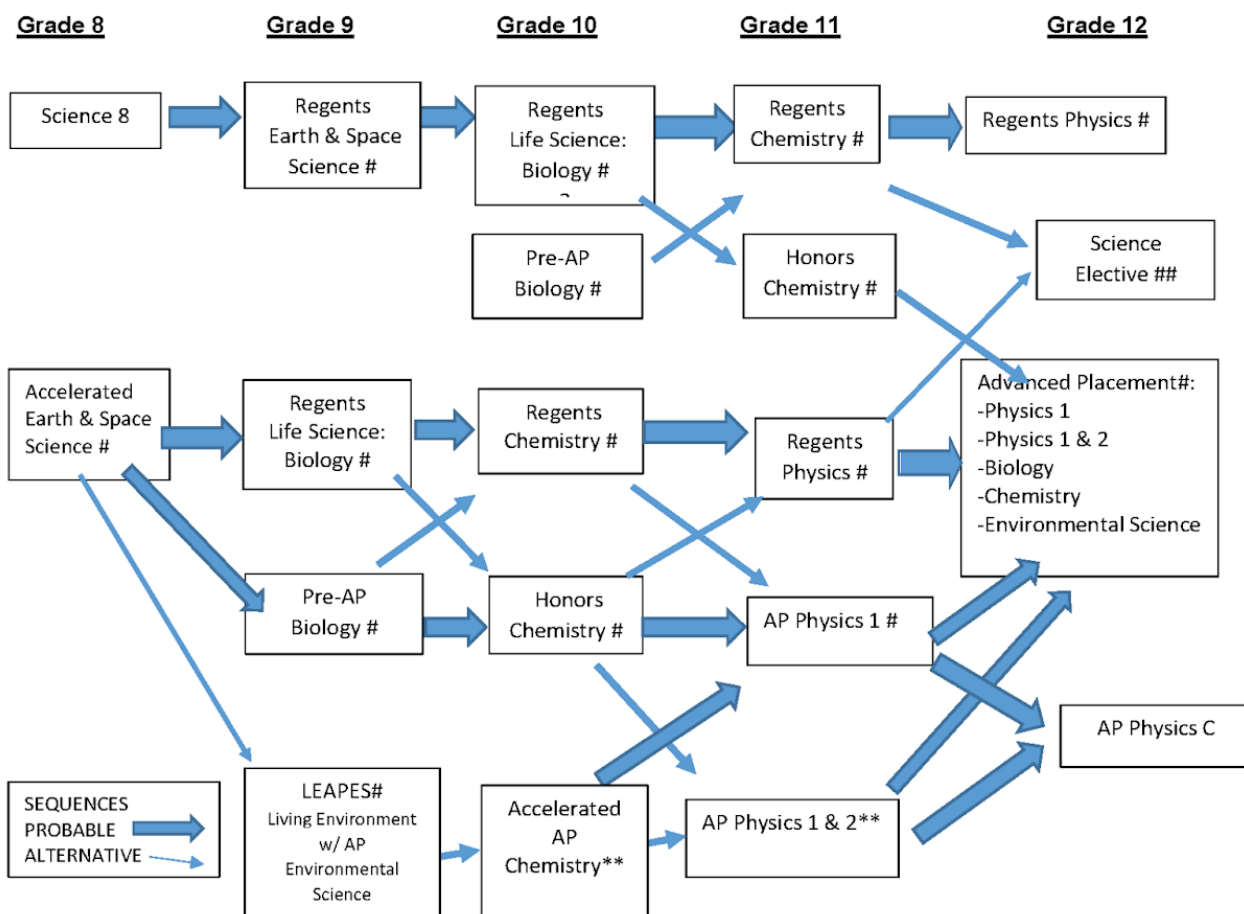 Grade 8
Grade 9
Grade 10
Grade 11
Grade 12
Science 8
Regents
Earth & Space
Science #
Regents
Life Science:
Biology #
Regents
Chemistry #
Regents Physics #
Pre-AP
Biology #
Honors
Chemistry #
Science
Elective ##
Accelerated
Earth & Space
Science #
Regents
Life Science:
Biology #
Regents
Chemistry #
Regents
Physics #
Advanced Placement#:
-Physics 1
-Physics 1 & 2
-Biology
-Chemistry
-Environmental Science
Pre-AP
Biology #
Honors
Chemistry #
AP Physics 1 #
AP Physics C
SEQUENCES
PROBABLE
ALTERNATIVE
LEAPES#
Living Environment
w/ AP
Environmental
Science
Accelerated
AP
Chemistry**
AP Physics 1 & 2**